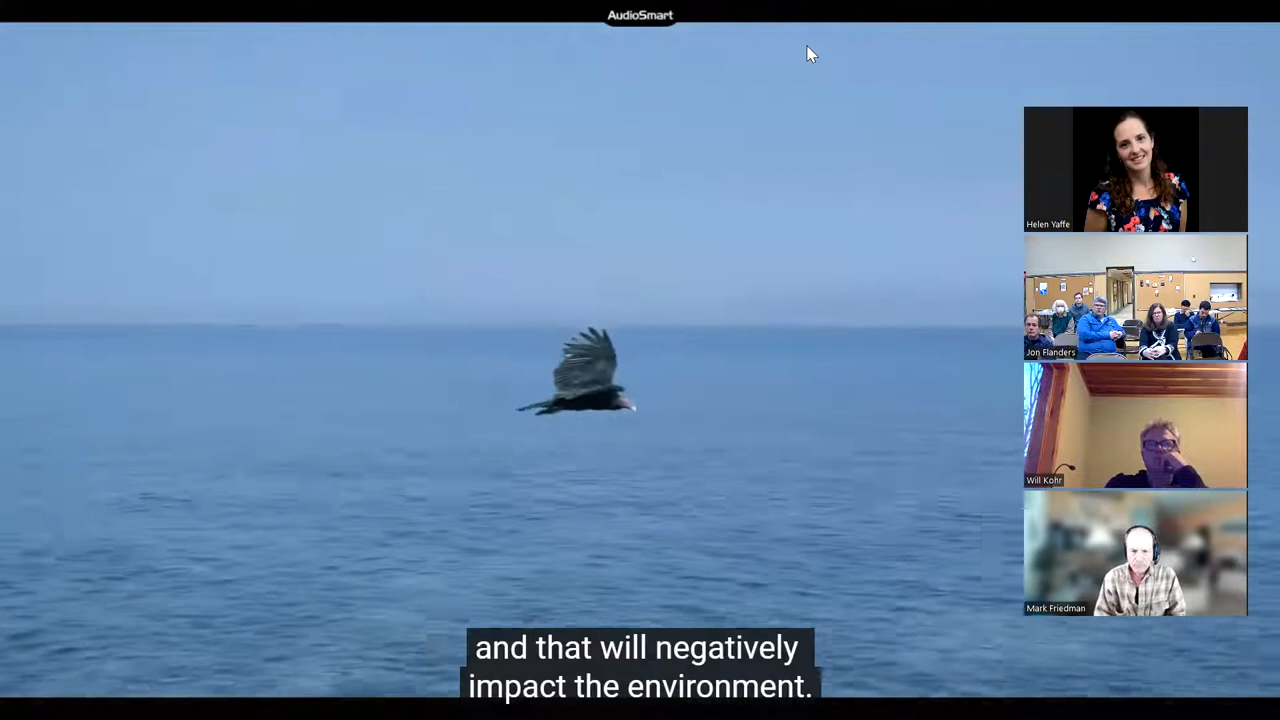 AudioSmart
Helen Yaffe
Jon Flanders
Will Kohr
Mark Friedman
and that will negatively
impact the environment.